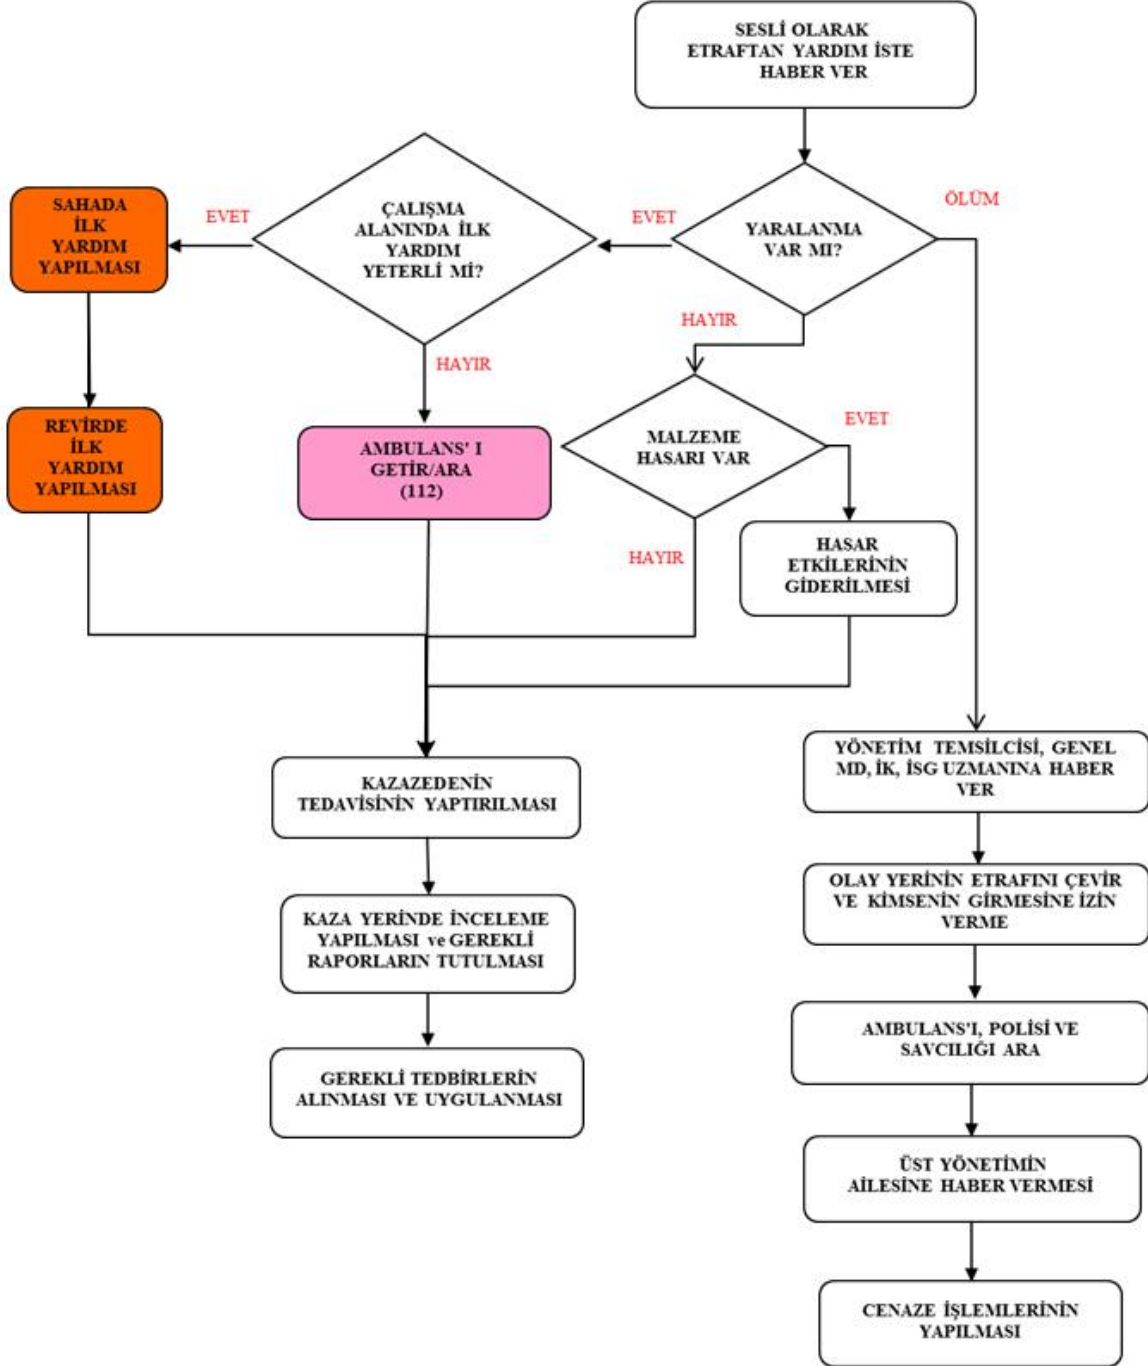 SESLİ OLARAK
ETRAFTAN YARDIM İSTE
HABER VER
ÖLÜM
YARALANMA
VAR MI?
EVET
ÇALIŞMA
ALANINDA İLK
YARDIM
YETERLİ Mİ?
EVET
SAHADA
İLK
YARDIM
YAPILMASI
HAYIR
HAYIR
REVİRDE
İLK
YARDIM
YAPILMASI
AMBULANS' I
GETİR/ARA
(112)
MALZEME
HASARI VAR
EVET
HAYIR
HASAR
ETKİLERİNİN
GİDERİLMESİ
KAZAZEDENİN
TEDAVİSİNİN YAPTIRILMASI
KAZA YERİNDE İNCELEME
YAPILMASI ve GEREKLİ
RAPORLARIN TUTULMASI
GEREKLİ TEDBİRLERİN
ALINMASI VE UYGULANMASI
YÖNETİM TEMSİLCİSİ, GENEL
MD, İK, İSG UZMANINA HABER
VER
OLAY YERİNİN ETRAFINI ÇEVİR
VE KİMSENİN GİRMESİNE İZİN
VERME
AMBULANS'I, POLİSİ VE
SAVCILIĞI ARA
ÜST YÖNETİMİN
AİLESİNE HABER VERMESİ
CENAZE İŞLEMLERİNİN
YAPILMASI